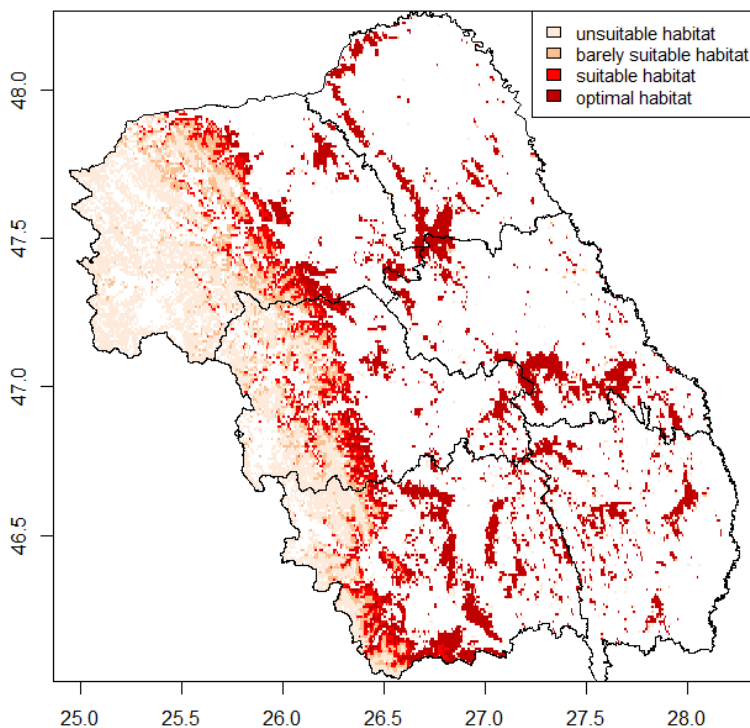 unsuitable habitat
barely suitable habitat
suitable habitat
optimal habitat
48.0
47.5
47.0
46.5
25.0 25.5 26.0 26.5 27.0 27.5 28.0